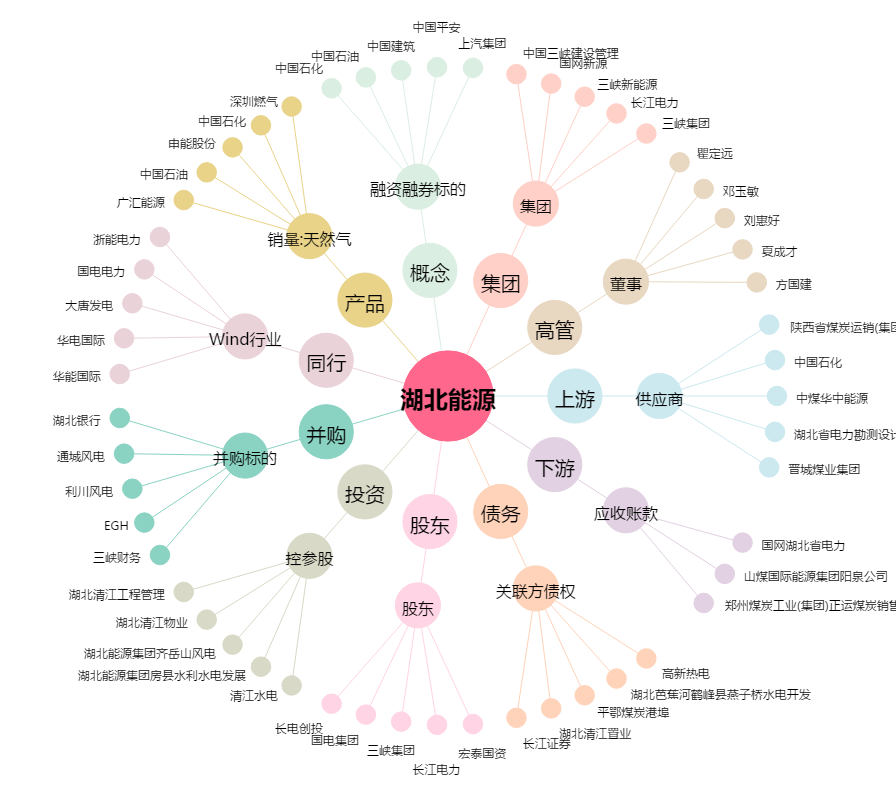 湖北能源
概念
融资融券标的
中国石化
中国石油
中国建筑
中国平安
上汽集团
集团
集团
中国三峡建设管理
国网新源
三峡新能源
长江电力
三峡集团
高管
董事
瞿定远
邓玉敏
刘惠好
夏成才
方国建
上游
供应商
陕西省煤炭运销(集团
中国石化
中煤华中能源
湖北省电力勘测设计
晋城煤业集团
下游
应收账款
国网湖北省电力
山煤国际能源集团阳泉公司
郑州煤炭工业(集团)正运煤炭销售
债务
关联方债权
高新热电
湖北芭蕉河鹤峰县燕子桥水电开发
平鄂煤炭港埠
湖北清江置业
长江证券
股东
股东
宏泰国资
长江电力
三峡集团
国电集团
长电创投
投资
控参股
清江水电
湖北能源集团房县水利水电发展
湖北能源集团齐岳山风电
湖北清江物业
湖北清江工程管理
并购
并购标的
三峡财务
EGH
利川风电
通城风电
湖北银行
同行
Wind行业
华能国际
华电国际
大唐发电
国电电力
浙能电力
产品
销量:天然气
广汇能源
中国石油
申能股份
中国石化
深圳燃气